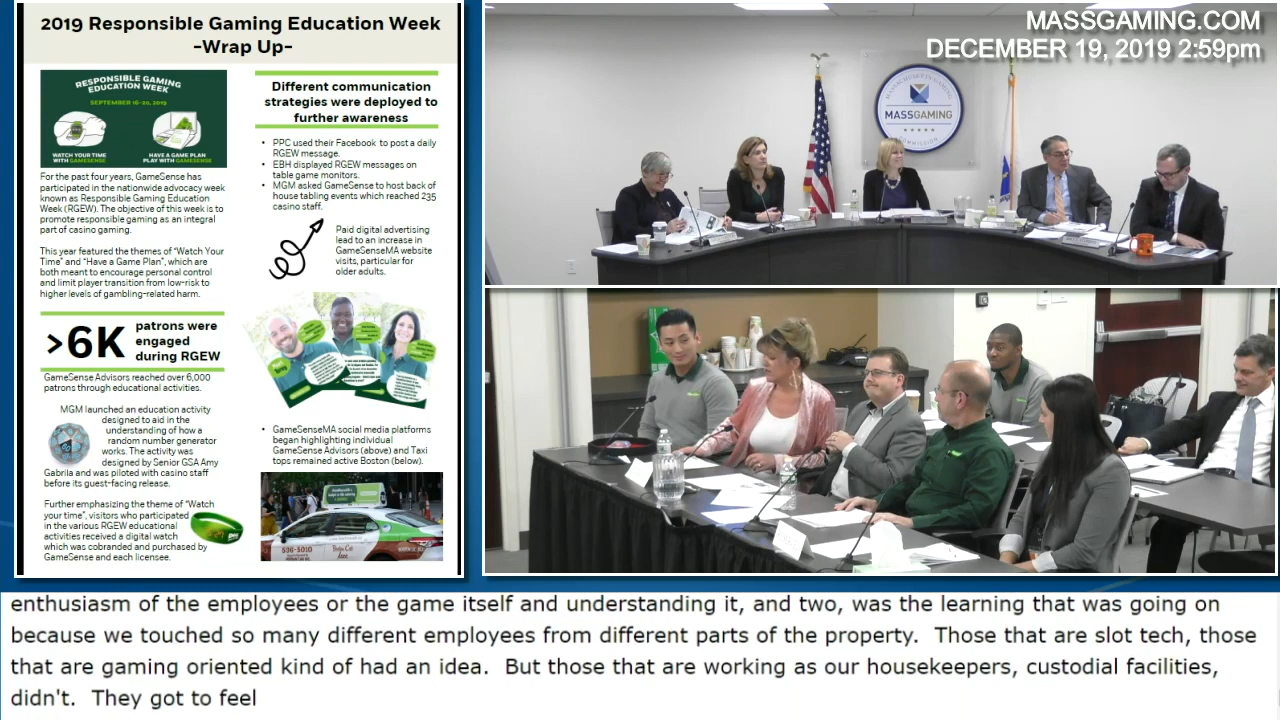 2019 Responsible Gaming Education Week
-Wrap Up-
RESPONSIBLE GAMING
EDUCATION WEEK
SEPTEMBER 16-20, 2019
WATCH YOUR TIME
WITH GAMESENSE
HAVE A GAME PLAN
PLAY WITH GAMESENSE
For the past four years, GameSense has
participated in the nationwide advocacy week
known as Responsible Gaming Education
Week (RGEW). The objective of this week is to
promote responsible gaming as an integral
part of casino gaming.
This year featured the themes of "Watch Your
Time" and "Have a Game Plan", which are
both meant to encourage personal control
and limit player transition from low-risk to
higher levels of gambling-related harm.
>6K
patrons were
engaged
during RGEW
GameSense Advisors reached over 6,000
patrons through educational activities.
MGM launched an education activity
designed to aid in the
understanding of how a
random number generator
works. The activity was
designed by Senior GSA Amy
Gabrila and was piloted with casino staff
before its guest-facing release.
Further emphasizing the theme of "Watch
your time", visitors who participated
in the various RGEW educational
activities received a digital watch
which was cobranded and purchased by
GameSense and each licensee.
Different communication
strategies were deployed to
further awareness
• PPC used their Facebook to post a daily
RGEW message.
• EBH displayed RGEW messages on
table game monitors.
• MGM asked GameSense to host back of
house tabling events which reached 235
casino staff.
Paid digital advertising
lead to an increase in
GameSenseMA website
visits, particular for
older adults.
• GameSenseMA social media platforms
began highlighting individual
GameSense Advisors (above) and Taxi
tops remained active Boston (below).
536-5010
MASSGAMING.COM
DECEMBER 19, 2019 2:59pm
MASSGAMING
enthusiasm of the employees or the game itself and understanding it, and two, was the learning that was going on
because we touched so many different employees from different parts of the property.  Those that are slot tech, those
that are gaming oriented kind of had an idea.  But those that are working as our housekeepers, custodial facilities,
didn't.  They got to feel